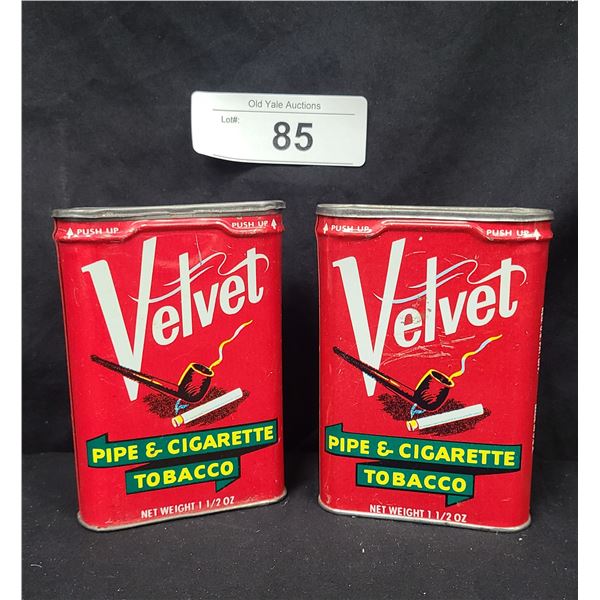 Old Yale Auctions
Lot#:
85
PUSH UP PUSH UP
Velvet
PIPE & CIGARETTE
TOBACCO
NET WEIGHT 1 1/2 OZ
PUSH UP PUSH UP
Velvet
PIPE & CIGARETTE
TOBACCO
NET WEIGHT 1 1/2 OZ